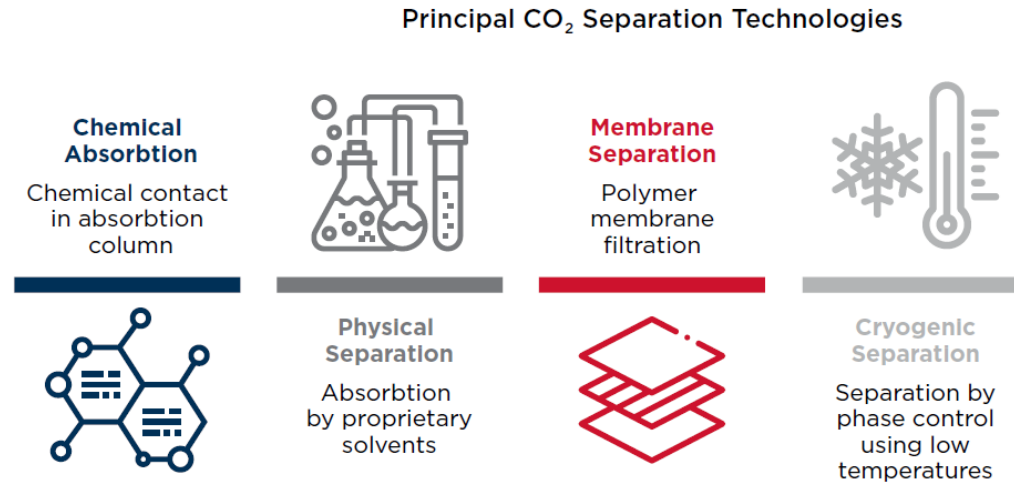 Principal CO₂ Separation Technologies
Chemical
Absorbtion
Chemical contact
in absorbtion
column
Physical
Separation
Absorbtion
by proprietary
solvents
Membrane
Separation
Polymer
membrane
filtration
Cryogenic
Separation
Separation by
phase control
using low
temperatures